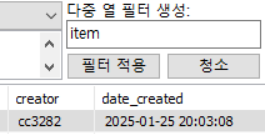 다중 열 필터 생성:
item
필터 적용 청소
creator date_created
cc3282 2025-01-25 20:03:08